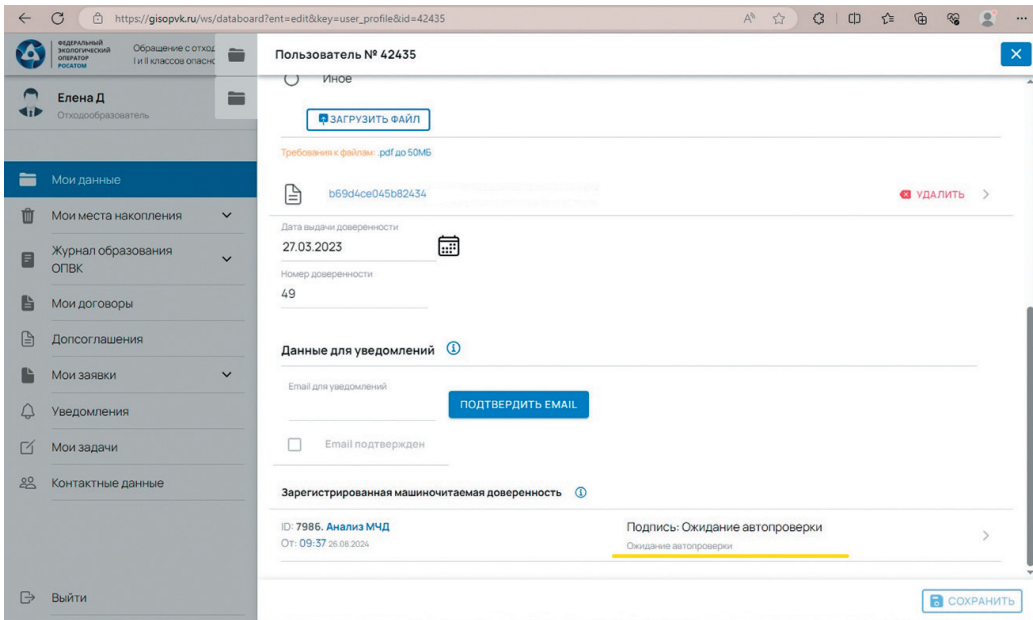 https://gisopvk.ru/ws/databoard?ent=edit&key=user_profile&id=42435
ФЕДЕРАЛЬНЫЙ
ЭКОЛОГИЧЕСКИЙ
ОПЕРАТОР
РОСАТОМ
Обращение с отход
I и II классов опасно
Елена Д
Отходообразователь
Мои данные
Мои места накопления
Журнал образования
ОПВК
Мои договоры
Допсоглашения
Мои заявки
Уведомления
Мои задачи
Контактные данные
Выйти
Пользователь № 42435
Иное
ЗАГРУЗИТЬ ФАЙЛ
Требования к файлам: .pdf до 50МБ
b69d4ce045b82434
УДАЛИТЬ
Дата выдачи доверенности
27.03.2023
Номер доверенности
49
Данные для уведомлений
Email для уведомлений
ПОДТВЕРДИТЬ EMAIL
Email подтвержден
Зарегистрированная машиночитаемая доверенность
ID: 7986. Анализ МЧД
От: 09:37 26.08.2024
Подпись: Ожидание автопроверки
Ожидание автопроверки
СОХРАНИТЬ